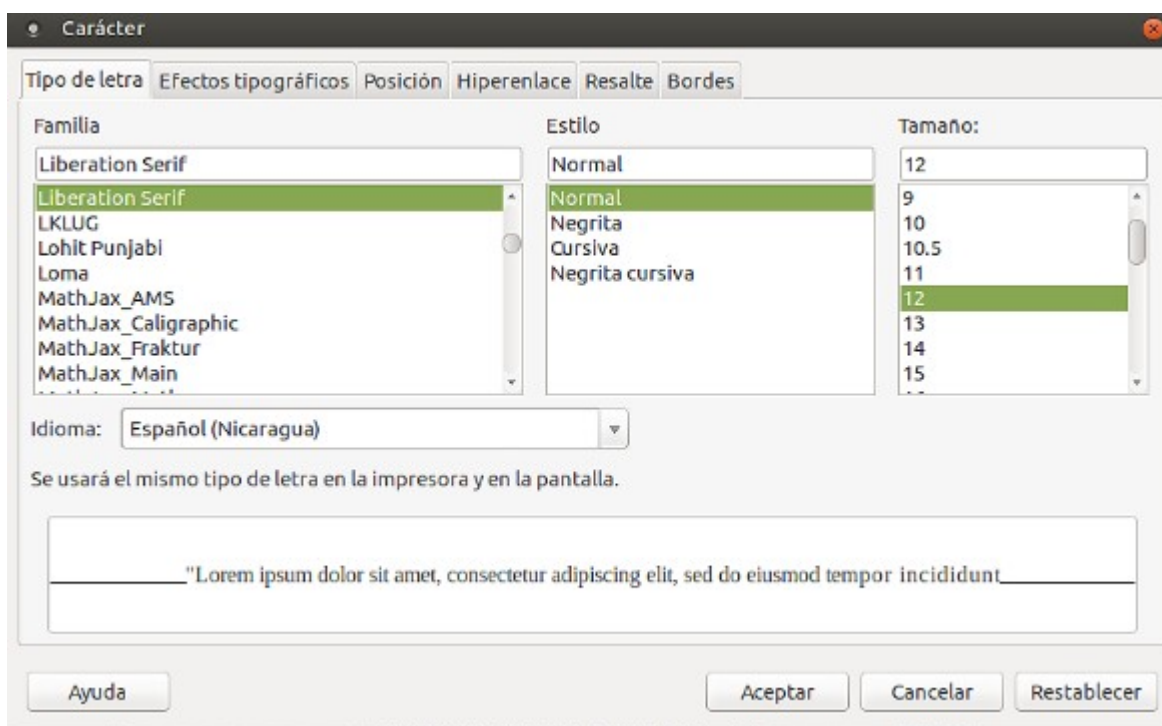 Carácter
Tipo de letra Efectos tipográficos Posición Hiperenlace Resalte Bordes
Familia Estilo Tamaño:
Liberation Serif Normal 12
Liberation Serif Normal 9
LKLUG Negrita 10
Lohit Punjabi Cursiva 10.5
Loma Negrita cursiva 11
MathJax_AMS 12
MathJax_Caligraphic 13
MathJax_Fraktur 14
MathJax_Main 15
Idioma: Español (Nicaragua)
Se usará el mismo tipo de letra en la impresora y en la pantalla.
"Lorem ipsum dolor sit amet, consectetur adipiscing elit, sed do eiusmod tempor incididunt
Ayuda Aceptar Cancelar Restablecer